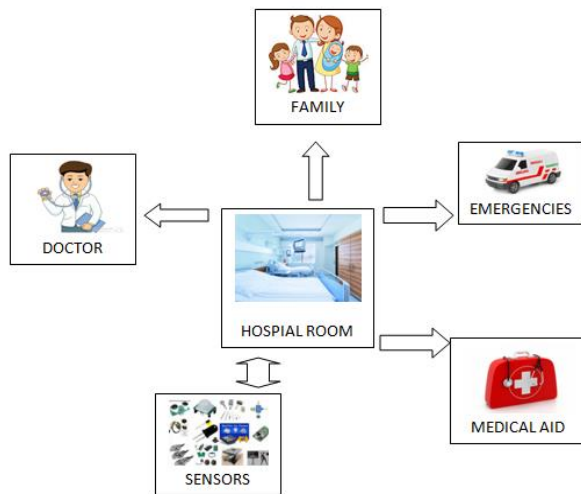 FAMILY
DOCTOR
EMERGENCIES
HOSPIAL ROOM
MEDICAL AID
SENSORS